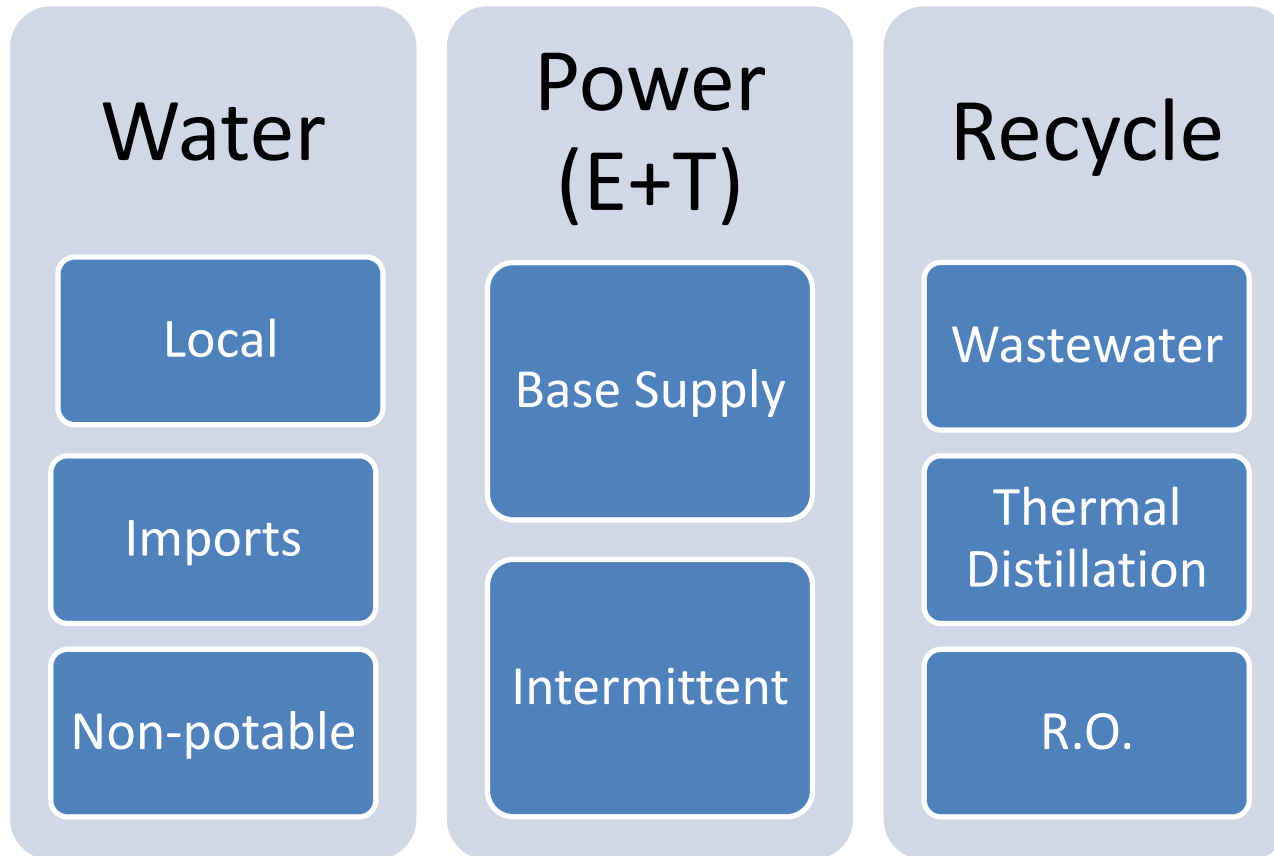 Water
Local
Imports
Non-potable
Power
(E+T)
Base Supply
Intermittent
Recycle
Wastewater
Thermal
Distillation
R.O.